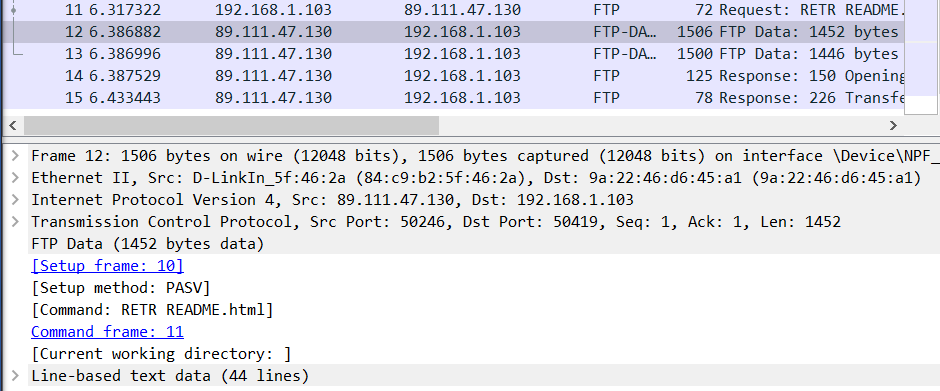 11 6.317322 192.168.1.103 89.111.47.130 FTP 72 Request: RETR README.
12 6.386882 89.111.47.130 192.168.1.103 FTP-DA… 1506 FTP Data: 1452 bytes
13 6.386996 89.111.47.130 192.168.1.103 FTP-DA… 1500 FTP Data: 1446 bytes
14 6.387529 89.111.47.130 192.168.1.103 FTP 125 Response: 150 Opening
15 6.433443 89.111.47.130 192.168.1.103 FTP 78 Response: 226 Transfe
Frame 12: 1506 bytes on wire (12048 bits), 1506 bytes captured (12048 bits) on interface \Device\NPF_
Ethernet II, Src: D-LinkIn_5f:46:2a (84:c9:b2:5f:46:2a), Dst: 9a:22:46:d6:45:a1 (9a:22:46:d6:45:a1)
Internet Protocol Version 4, Src: 89.111.47.130, Dst: 192.168.1.103
Transmission Control Protocol, Src Port: 50246, Dst Port: 50419, Seq: 1, Ack: 1, Len: 1452
FTP Data (1452 bytes data)
[Setup frame: 10]
[Setup method: PASV]
[Command: RETR README.html]
Command frame: 11
[Current working directory: ]
Line-based text data (44 lines)